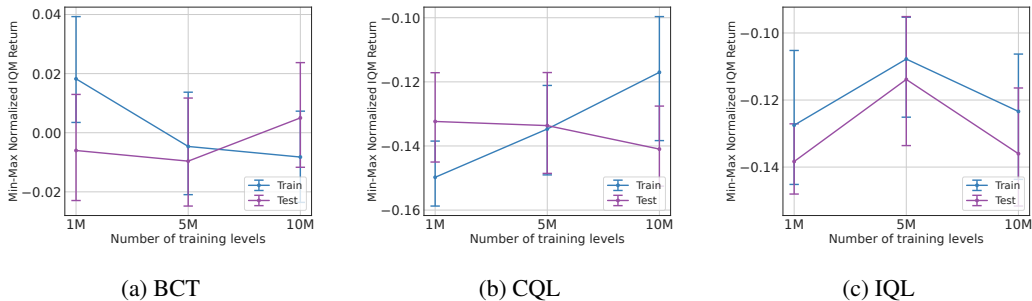 Min-Max Normalized IQM Return
0.04
0.02
0.00
−0.02
1M
5M
10M
Number of training levels
Train
Test
(a) BCT
Min-Max Normalized IQM Return
−0.10
−0.12
−0.14
−0.16
1M
5M
10M
Number of training levels
Train
Test
(b) CQL
Min-Max Normalized IQM Return
−0.10
−0.12
−0.14
1M
5M
10M
Number of training levels
Train
Test
(c) IQL